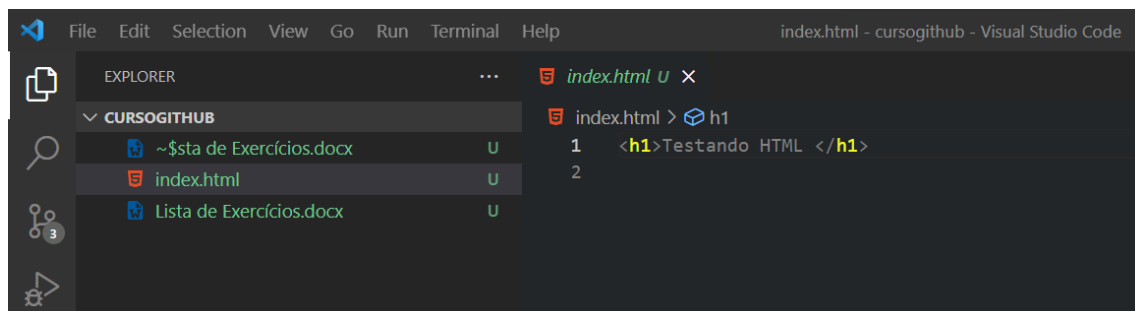 File Edit Selection View Go Run Terminal Help index.html - cursogithub - Visual Studio Code
EXPLORER ...
index.html U
CURSOGITHUB
index.html > h1
~$sta de Exercícios.docx U
1 <h1>Testando HTML </h1>
index.html U
2
Lista de Exercícios.docx U
3